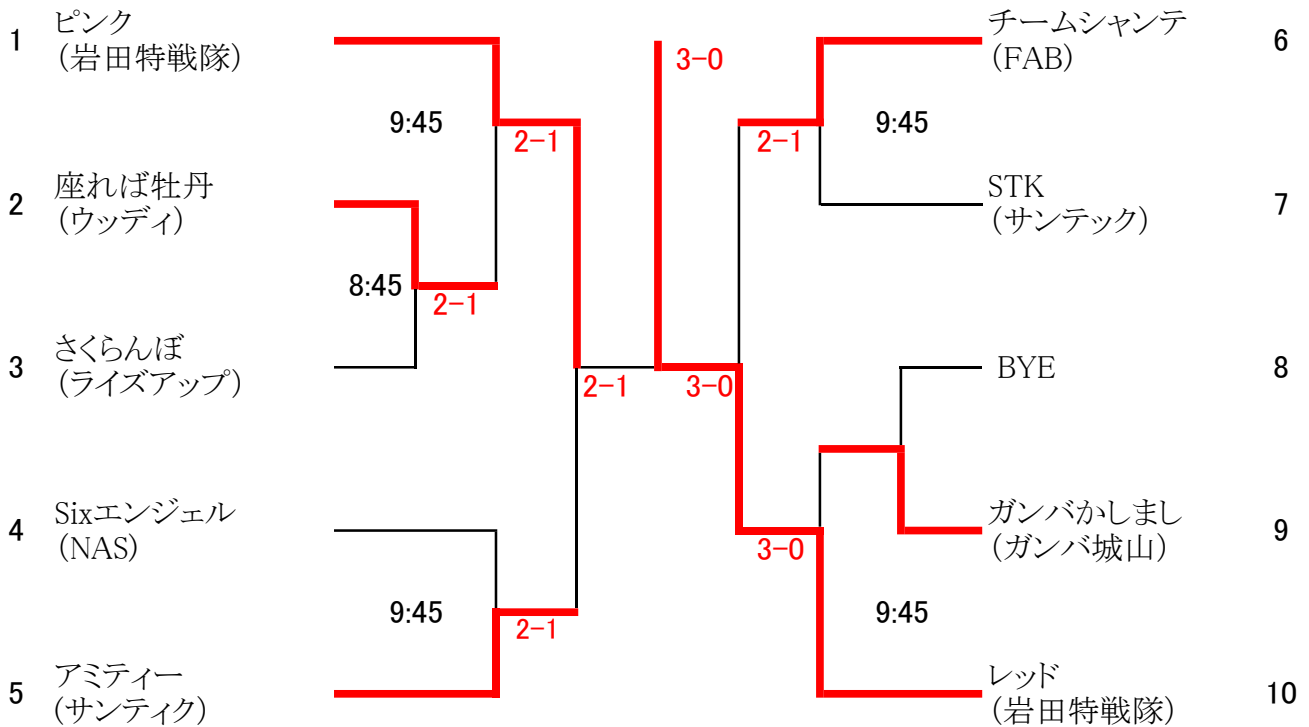 1
ピンク
(岩田特戦隊)
9:45
2-1
2
座れば牡丹
(ウッディ)
8:45
2-1
3
さくらんぼ
(ライズアップ)
2-1
4
Sixエンジェル
(NAS)
9:45
2-1
5
アミティー
(サンティク)
3-0
チームシャンテ
(FAB)
6
2-1
9:45
STK
(サンテック)
7
3-0
BYE
8
ガンバかしまし
(ガンバ城山)
9
3-0
9:45
レッド
(岩田特戦隊)
10